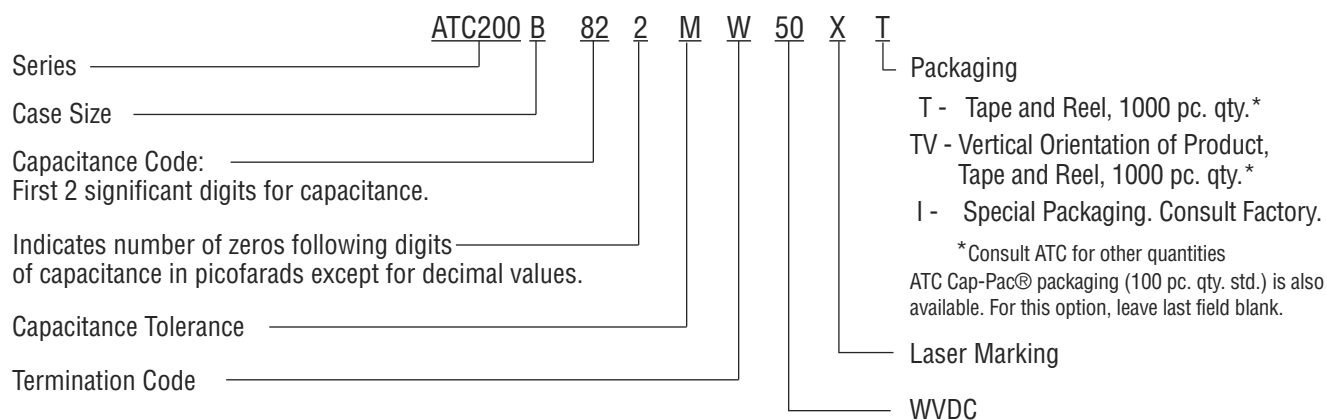 ATC200 B 82 2 M W 50 X T
Series
Case Size
Capacitance Code:
First 2 significant digits for capacitance.
Indicates number of zeros following digits
of capacitance in picofarads except for decimal values.
Capacitance Tolerance
Termination Code
Packaging
T - Tape and Reel, 1000 pc. qty.*
TV - Vertical Orientation of Product,
Tape and Reel, 1000 pc. qty.*
I - Special Packaging. Consult Factory.
*Consult ATC for other quantities
ATC Cap-Pac® packaging (100 pc. qty. std.) is also
available. For this option, leave last field blank.
Laser Marking
WVDC